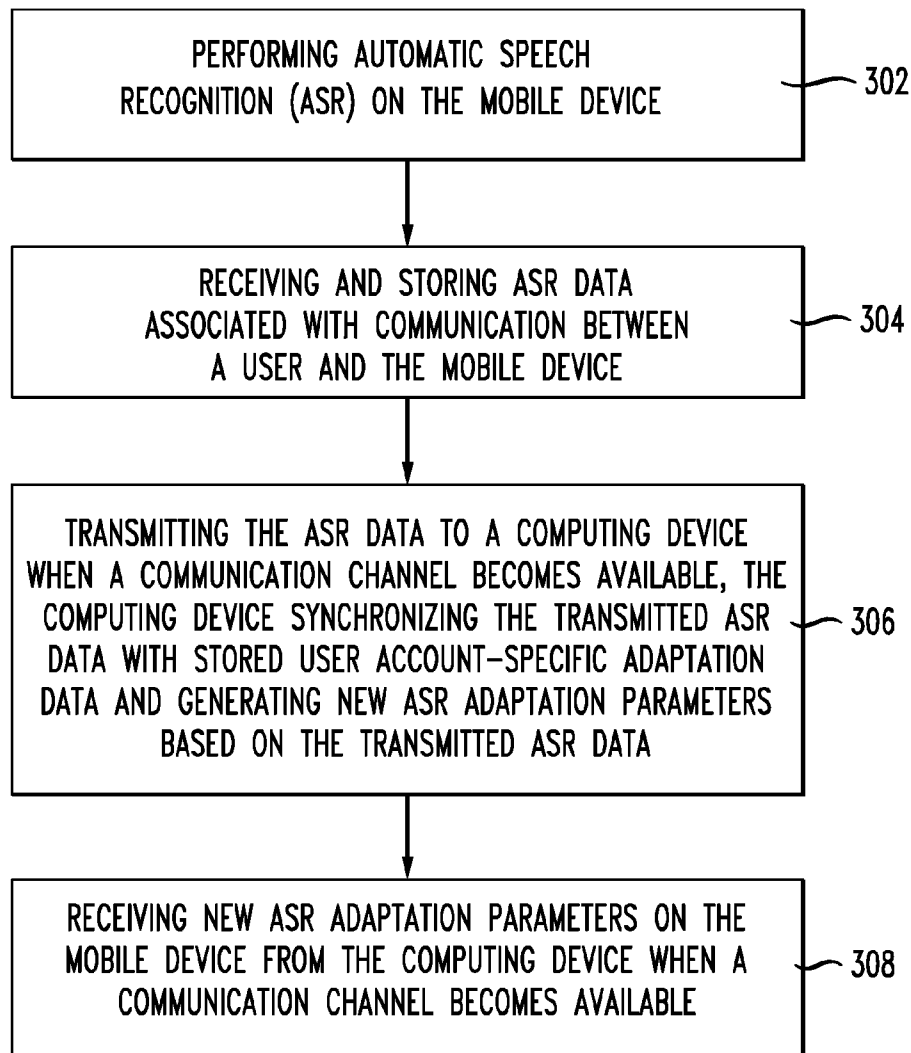 PERFORMING AUTOMATIC SPEECH
RECOGNITION (ASR) ON THE MOBILE DEVICE
302
RECEIVING AND STORING ASR DATA
ASSOCIATED WITH COMMUNICATION BETWEEN
A USER AND THE MOBILE DEVICE
304
TRANSMITTING THE ASR DATA TO A COMPUTING DEVICE
WHEN A COMMUNICATION CHANNEL BECOMES AVAILABLE, THE
COMPUTING DEVICE SYNCHRONIZING THE TRANSMITTED ASR
DATA WITH STORED USER ACCOUNT-SPECIFIC ADAPTATION
DATA AND GENERATING NEW ASR ADAPTATION PARAMETERS
BASED ON THE TRANSMITTED ASR DATA
306
RECEIVING NEW ASR ADAPTATION PARAMETERS ON THE
MOBILE DEVICE FROM THE COMPUTING DEVICE WHEN A
COMMUNICATION CHANNEL BECOMES AVAILABLE
308